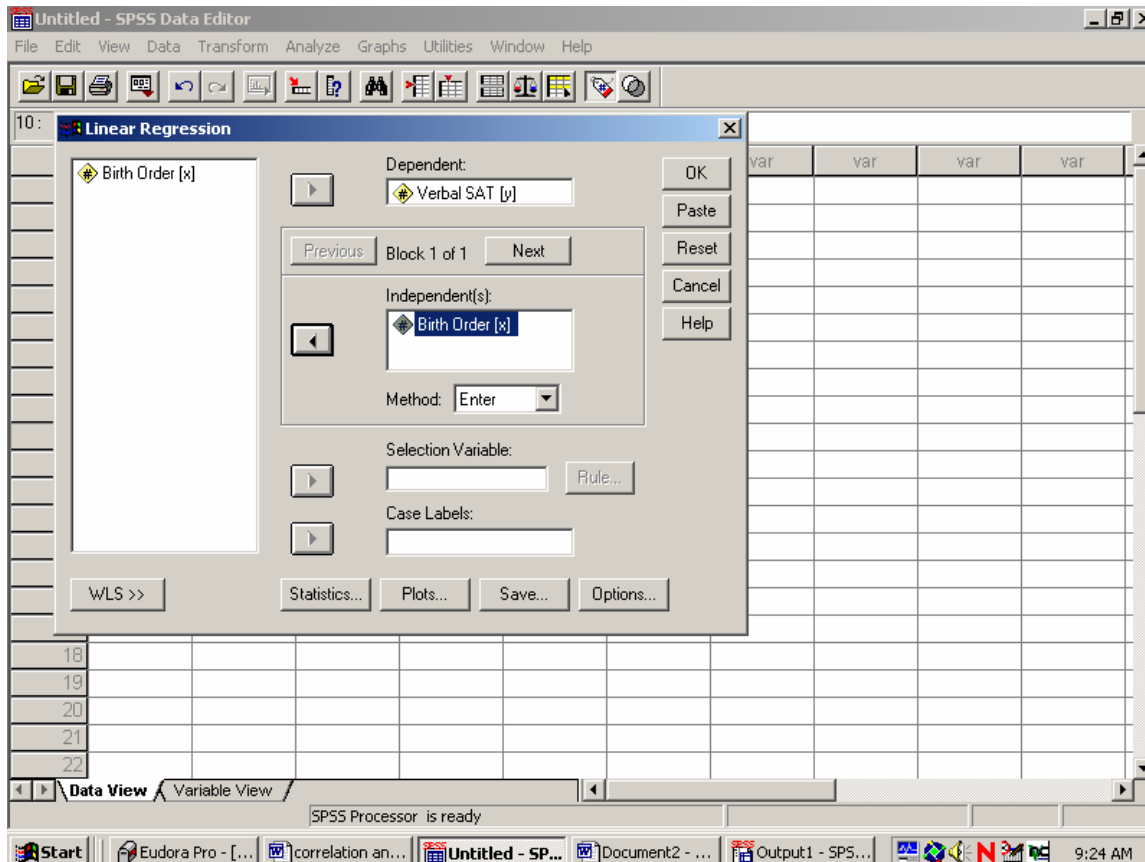 Untitled - SPSS Data Editor
File Edit View Data Transform Analyze Graphs Utilities Window Help
10:
Linear Regression
var var var var
Birth Order [x]
Dependent:
Verbal SAT [y]
OK
Paste
Reset
Cancel
Help
Previous Block 1 of 1 Next
Independent(s):
Birth Order [x]
Method: Enter
Selection Variable:
Rule...
Case Labels:
WLS >> Statistics... Plots... Save... Options...
18
19
20
21
22
Data View Variable View
SPSS Processor is ready
Start Eudora Pro - [... correlation an... Untitled - SP... Document2 - ... Output1 - SPS... 9:24 AM